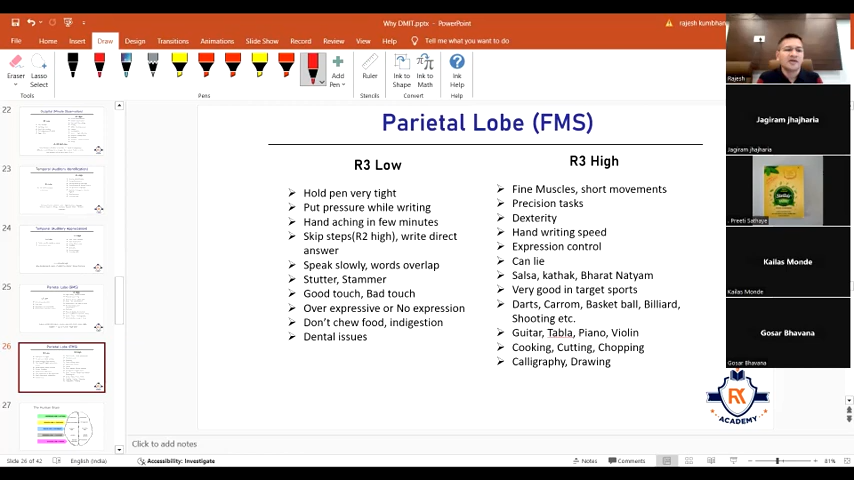 Why DMIT.pptx - PowerPoint
rajesh kumbhar
File Home Insert Draw Design Transitions Animations Slide Show Record Review View Help Tell me what you want to do
Eraser
Lasso
Select
Add
Pen
Ruler
Ink to
Shape
Ink to
Math
Ink
Help
Tools
Pens
Stencils
Convert
Help
22
23
24
25
26
27
Parietal Lobe (FMS)
R3 Low
Hold pen very tight
Put pressure while writing
Hand aching in few minutes
Skip steps(R2 high), write direct
answer
Speak slowly, words overlap
Stutter, Stammer
Good touch, Bad touch
Over expressive or No expression
Don't chew food, indigestion
Dental issues
R3 High
Fine Muscles, short movements
Precision tasks
Dexterity
Hand writing speed
Expression control
Can lie
Salsa, kathak, Bharat Natyam
Very good in target sports
Darts, Carrom, Basket ball, Billiard,
Shooting etc.
Guitar, Tabla, Piano, Violin
Cooking, Cutting, Chopping
Calligraphy, Drawing
RK
ACADEMY
Rajesh
Jagiram jhajharia
Jagiram jhajharia
Preeti Sathaye
Kailas Monde
Kailas Monde
Gosar Bhavana
Gosar Bhavana
Click to add notes
Slide 26 of 42 English (India) Accessibility: Investigate Notes Comments 81%